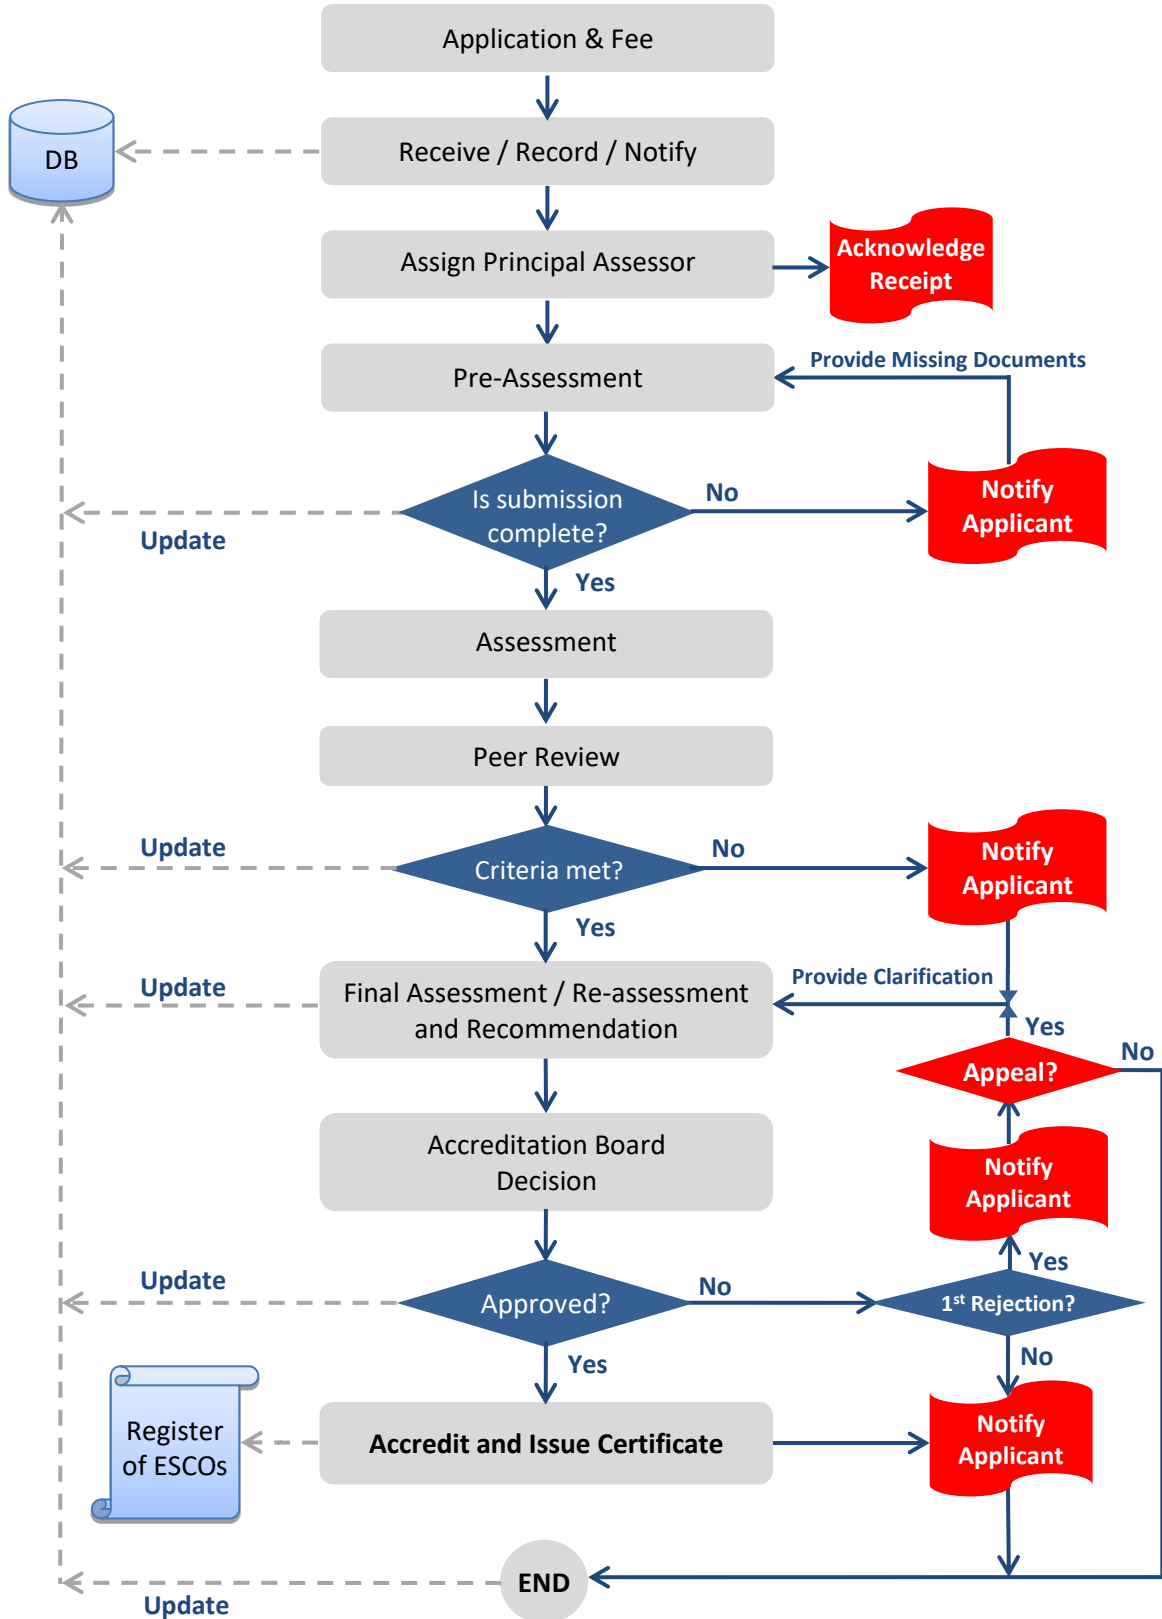 Application & Fee
DB
Receive / Record / Notify
Assign Principal Assessor
Acknowledge
Receipt
Provide Missing Documents
Pre-Assessment
Is submission
complete?
No
Notify
Applicant
Update
Yes
Assessment
Peer Review
Update
Criteria met?
No
Notify
Applicant
Yes
Provide Clarification
Update
Final Assessment / Re-assessment
and Recommendation
Yes
No
Appeal?
Accreditation Board
Decision
Notify
Applicant
Yes
Update
Approved?
No
1st Rejection?
Yes
No
Register
of ESCOs
Accredit and Issue Certificate
Notify
Applicant
END
Update